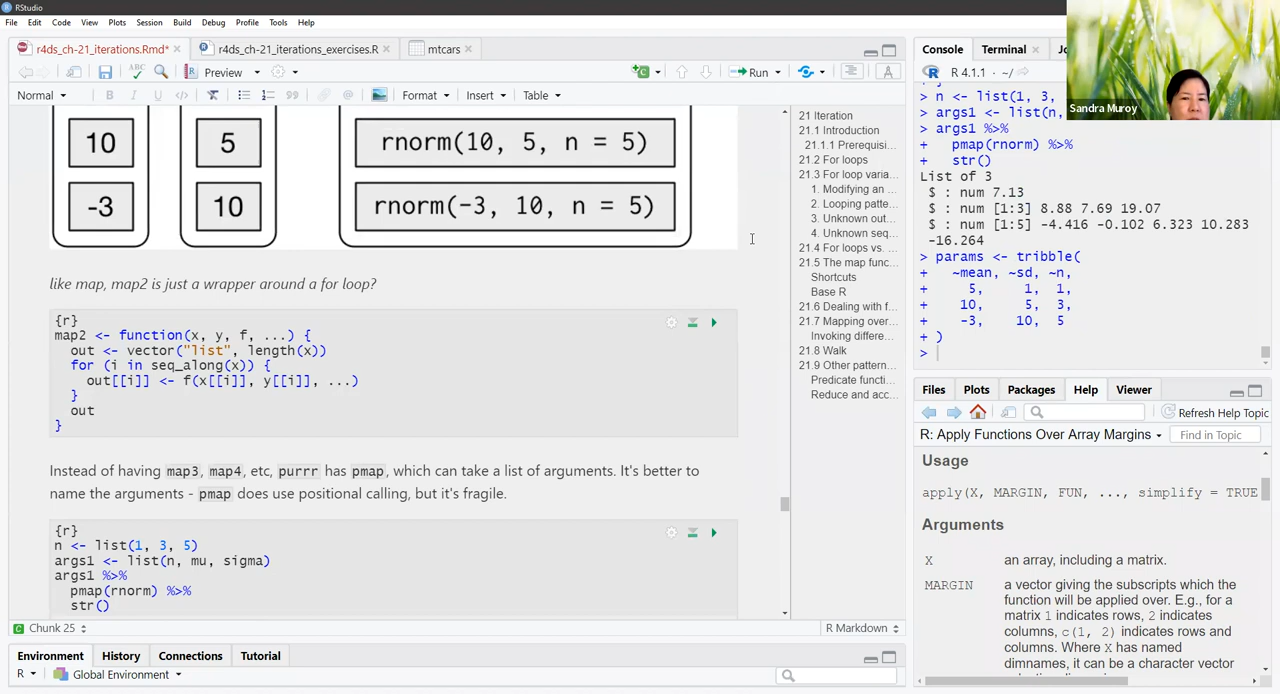 RStudio
File Edit Code View Plots Session Build Debug Profile Tools Help
r4ds_ch-21_iterations.Rmd* × r4ds_ch-21_iterations_exercises.R × mtcars ×
ABC Preview Run
Normal B I U </> Format Insert Table A
10 5 rnorm(10, 5, n = 5)
-3 10 rnorm(-3, 10, n = 5)
like map, map2 is just a wrapper around a for loop?
{r}
map2 <- function(x, y, f, ...) {
out <- vector("list", length(x))
for (i in seq_along(x)) {
out[[i]] <- f(x[[i]], y[[i]], ...)
}
out
}
Instead of having map3, map4, etc, purrr has pmap, which can take a list of arguments. It's better to
name the arguments - pmap does use positional calling, but it's fragile.
{r}
n <- list(1, 3, 5)
args1 <- list(n, mu, sigma)
args1 %>%
pmap(rnorm) %>%
str()
Chunk 25 R Markdown
21 Iteration
21.1 Introduction
21.1.1 Prerequisi...
21.2 For loops
21.3 For loop varia...
1. Modifying an ...
2. Looping patte...
3. Unknown out...
4. Unknown seq...
21.4 For loops vs. ...
21.5 The map func...
Shortcuts
Base R
21.6 Dealing with f...
21.7 Mapping over...
Invoking differe...
21.8 Walk
21.9 Other pattern...
Predicate functi...
Reduce and acc...
Environment History Connections Tutorial
R Global Environment
Console Terminal × Jo
R 4.1.1 · ~/
> n <- list(1, 3,
> args1 <- list(n,
> args1 %>%
+ pmap(rnorm) %>%
+ str()
List of 3
$ : num 7.13
$ : num [1:3] 8.88 7.69 19.07
$ : num [1:5] -4.416 -0.102 6.323 10.283
-16.264
> params <- tribble(
+ ~mean, ~sd, ~n,
+ 5, 1, 1,
+ 10, 5, 3,
+ -3, 10, 5
+ )
>
Sandra Muroy
Files Plots Packages Help Viewer
Refresh Help Topic
R: Apply Functions Over Array Margins Find in Topic
Usage
apply(X, MARGIN, FUN, ..., simplify = TRUE
Arguments
X an array, including a matrix.
MARGIN a vector giving the subscripts which the
function will be applied over. E.g., for a
matrix 1 indicates rows, 2 indicates
columns, c(1, 2) indicates rows and
columns. Where X has named
dimnames, it can be a character vector